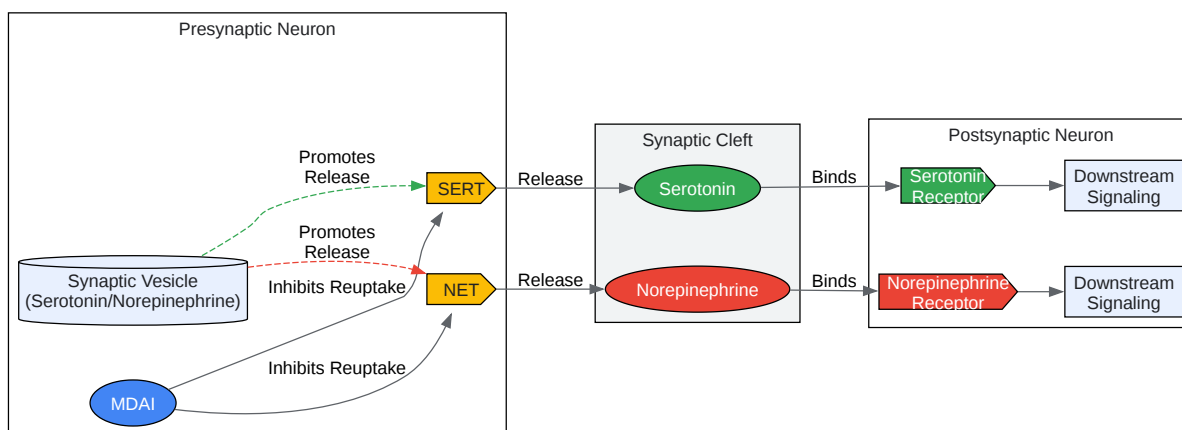 Presynaptic Neuron
Promotes
Release
SERT
Promotes
Release
Synaptic Vesicle
(Serotonin/Norepinephrine)
Inhibits Reuptake
NET
Inhibits Reuptake
MDAI
Release
Release
Synaptic Cleft
Serotonin
Norepinephrine
Binds
Binds
Postsynaptic Neuron
Serotonin
Receptor
Downstream
Signaling
Norepinephrine
Receptor
Downstream
Signaling